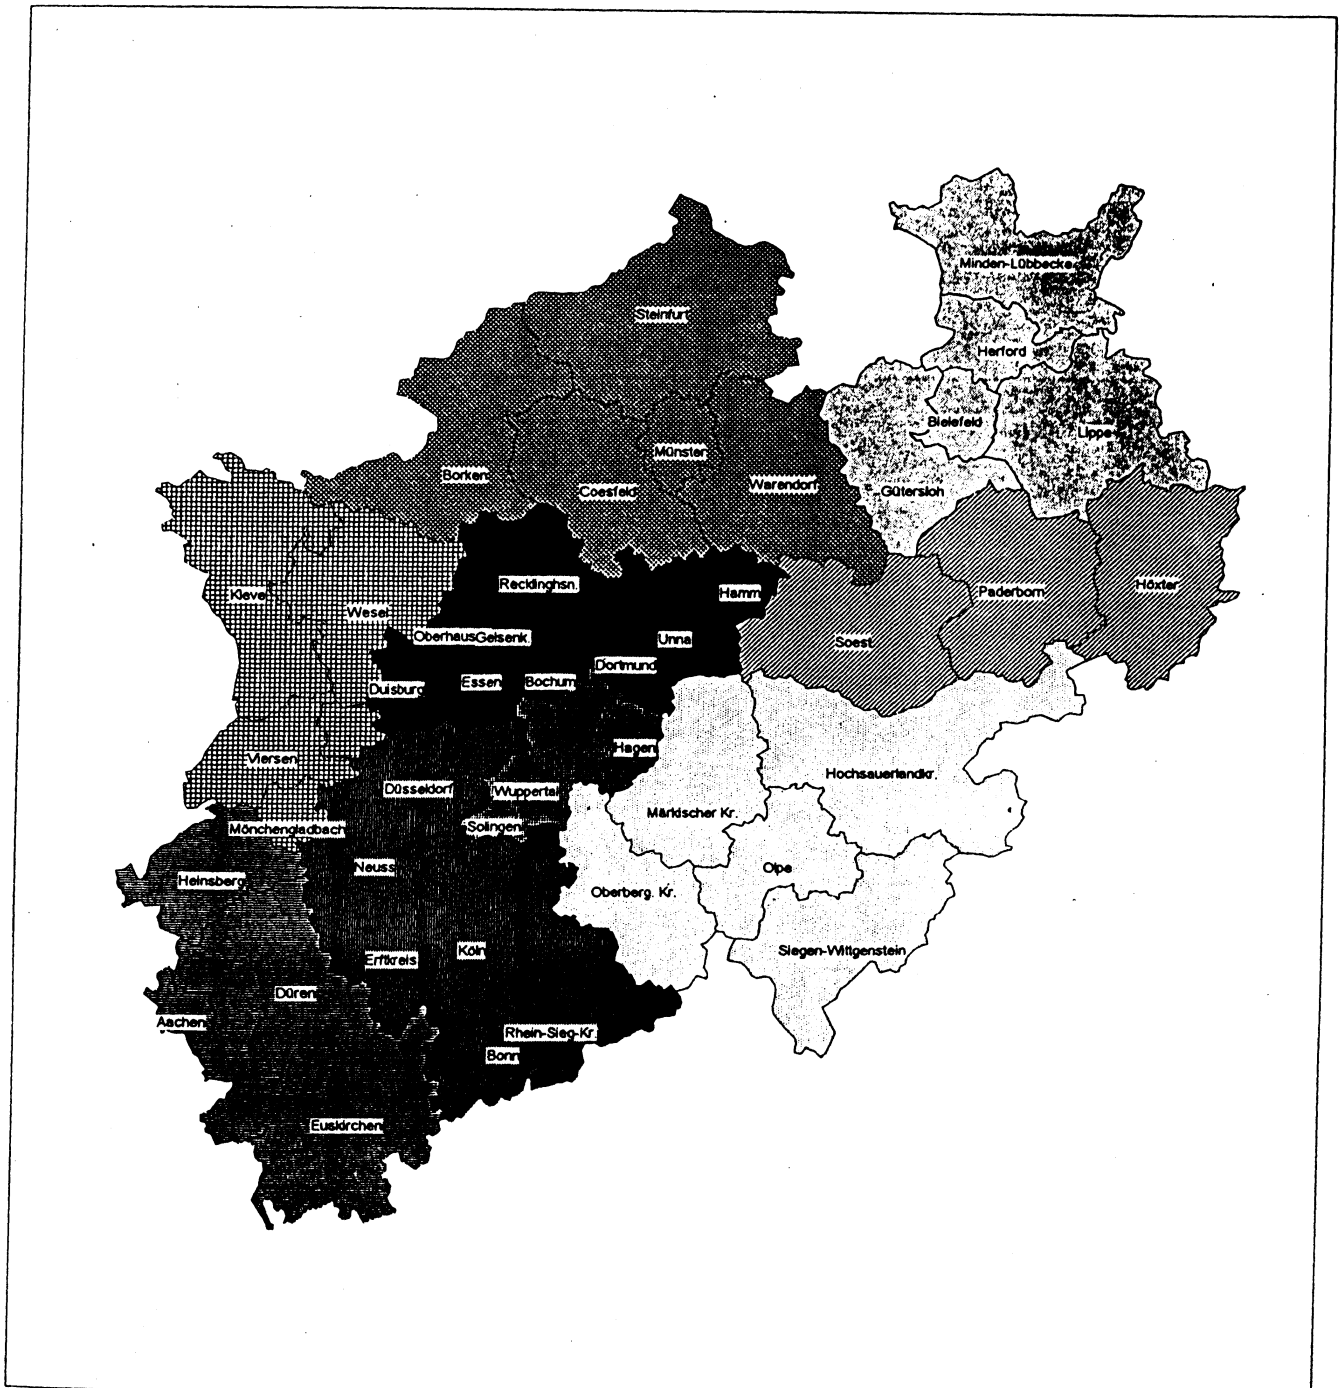 Minden-Lübbecke
Steinfurt
Herford
Bielefeld
Lippe
Münster
Borken
Coesfeld
Warendorf
Gütersloh
Recklinghsn.
Hamm
Paderborn
Höxter
Kleve
Wesel
OberhausGelsenk.
Unna
Soest
Dortmund
Duisburg
Essen
Bochum
Hagen
Viersen
Hochsauerlandkr.
Düsseldorf
Wuppertal
Märkischer Kr.
Mönchengladbach
Solingen
Neuss
Olpe
Heinsberg
Oberberg. Kr.
Köln
Siegen-Wittgenstein
Erftkreis
Düren
Aachen
Rhein-Sieg-Kr.
Bonn
Euskirchen